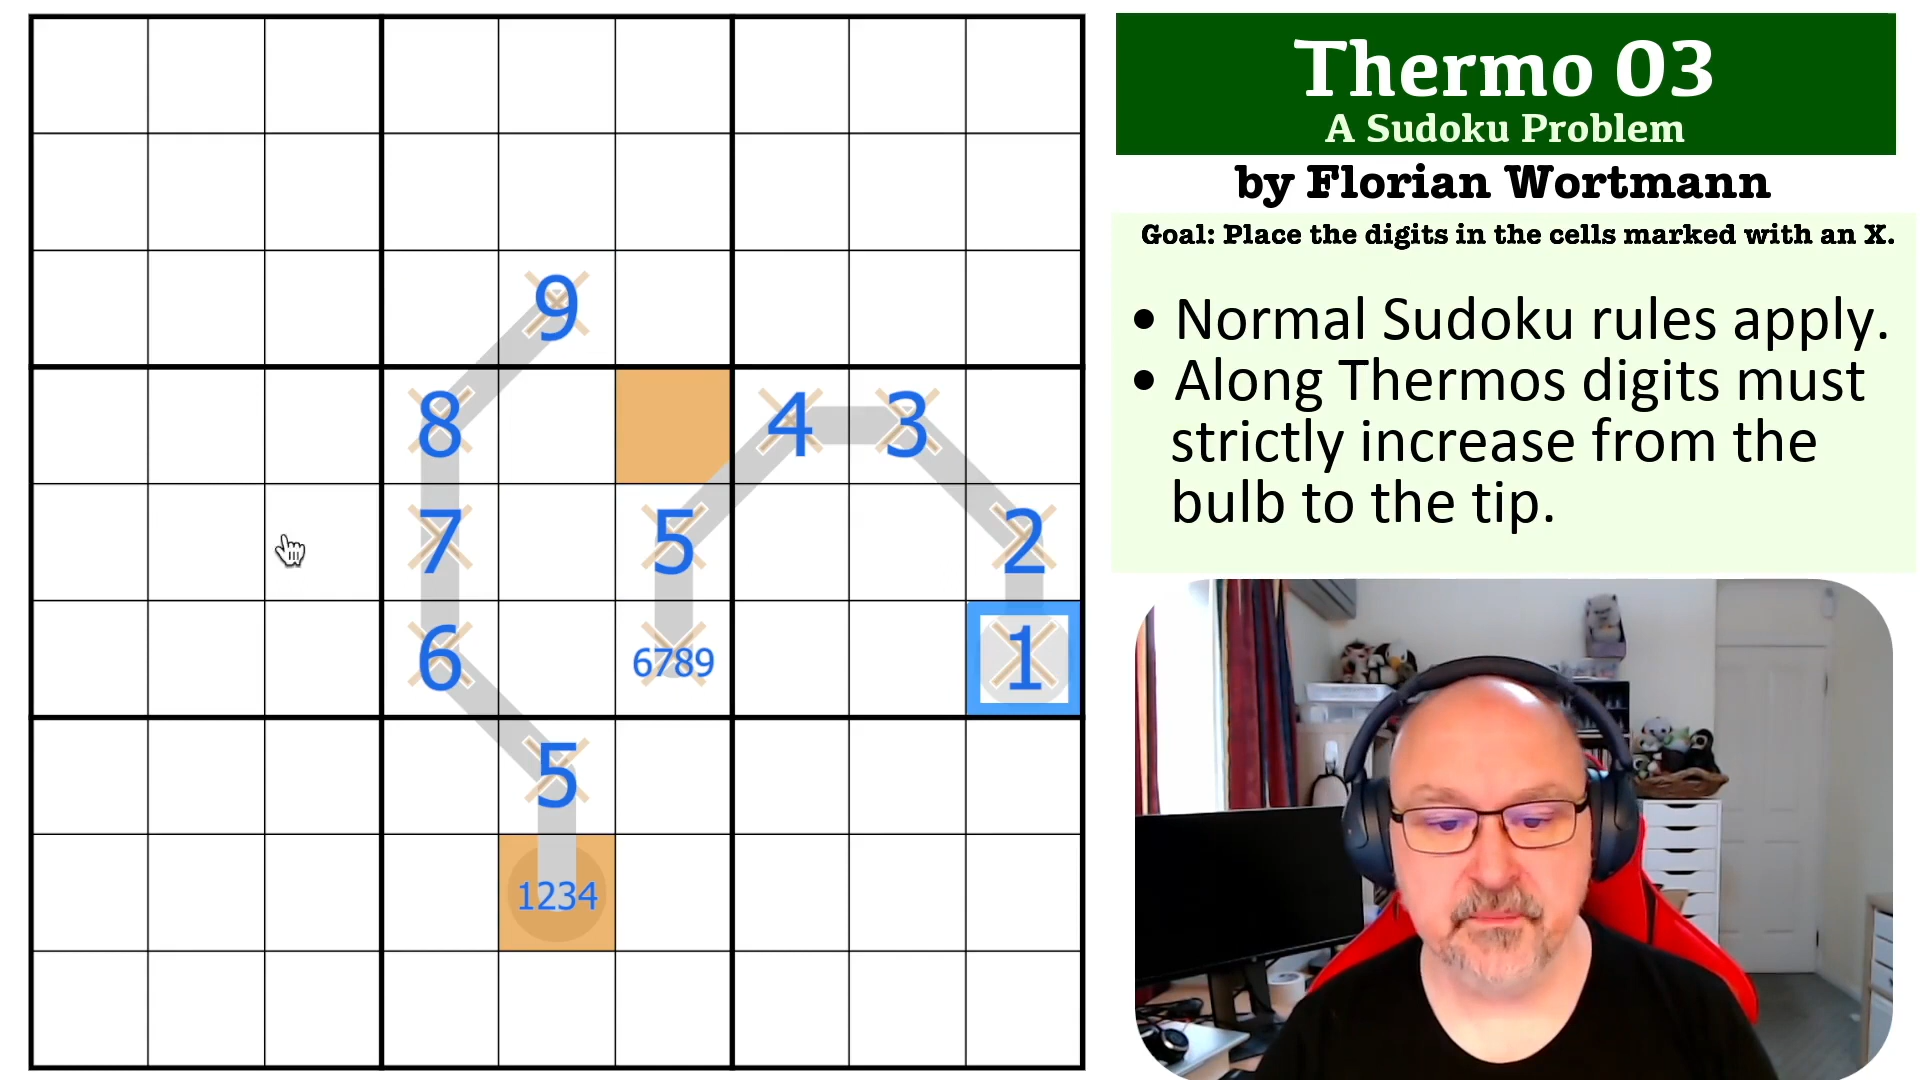 Thermo 03
A Sudoku Problem
by Florian Wortmann
Goal: Place the digits in the cells marked with an X.
• Normal Sudoku rules apply.
• Along Thermos digits must
strictly increase from the
bulb to the tip.
9
8 4 3
7 5 2
6 6789 1
5
1234